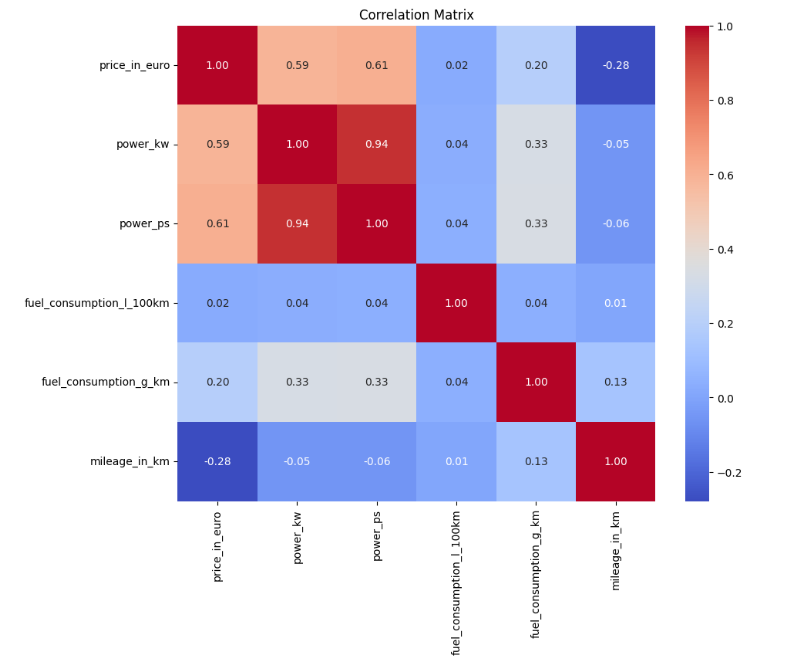 Correlation Matrix
price_in_euro 1.00 0.59 0.61 0.02 0.20 -0.28
power_kw 0.59 1.00 0.94 0.04 0.33 -0.05
power_ps 0.61 0.94 1.00 0.04 0.33 -0.06
fuel_consumption_l_100km 0.02 0.04 0.04 1.00 0.04 0.01
fuel_consumption_g_km 0.20 0.33 0.33 0.04 1.00 0.13
mileage_in_km -0.28 -0.05 -0.06 0.01 0.13 1.00
price_in_euro
power_kw
power_ps
fuel_consumption_l_100km
fuel_consumption_g_km
mileage_in_km
1.0
0.8
0.6
0.4
0.2
0.0
−0.2